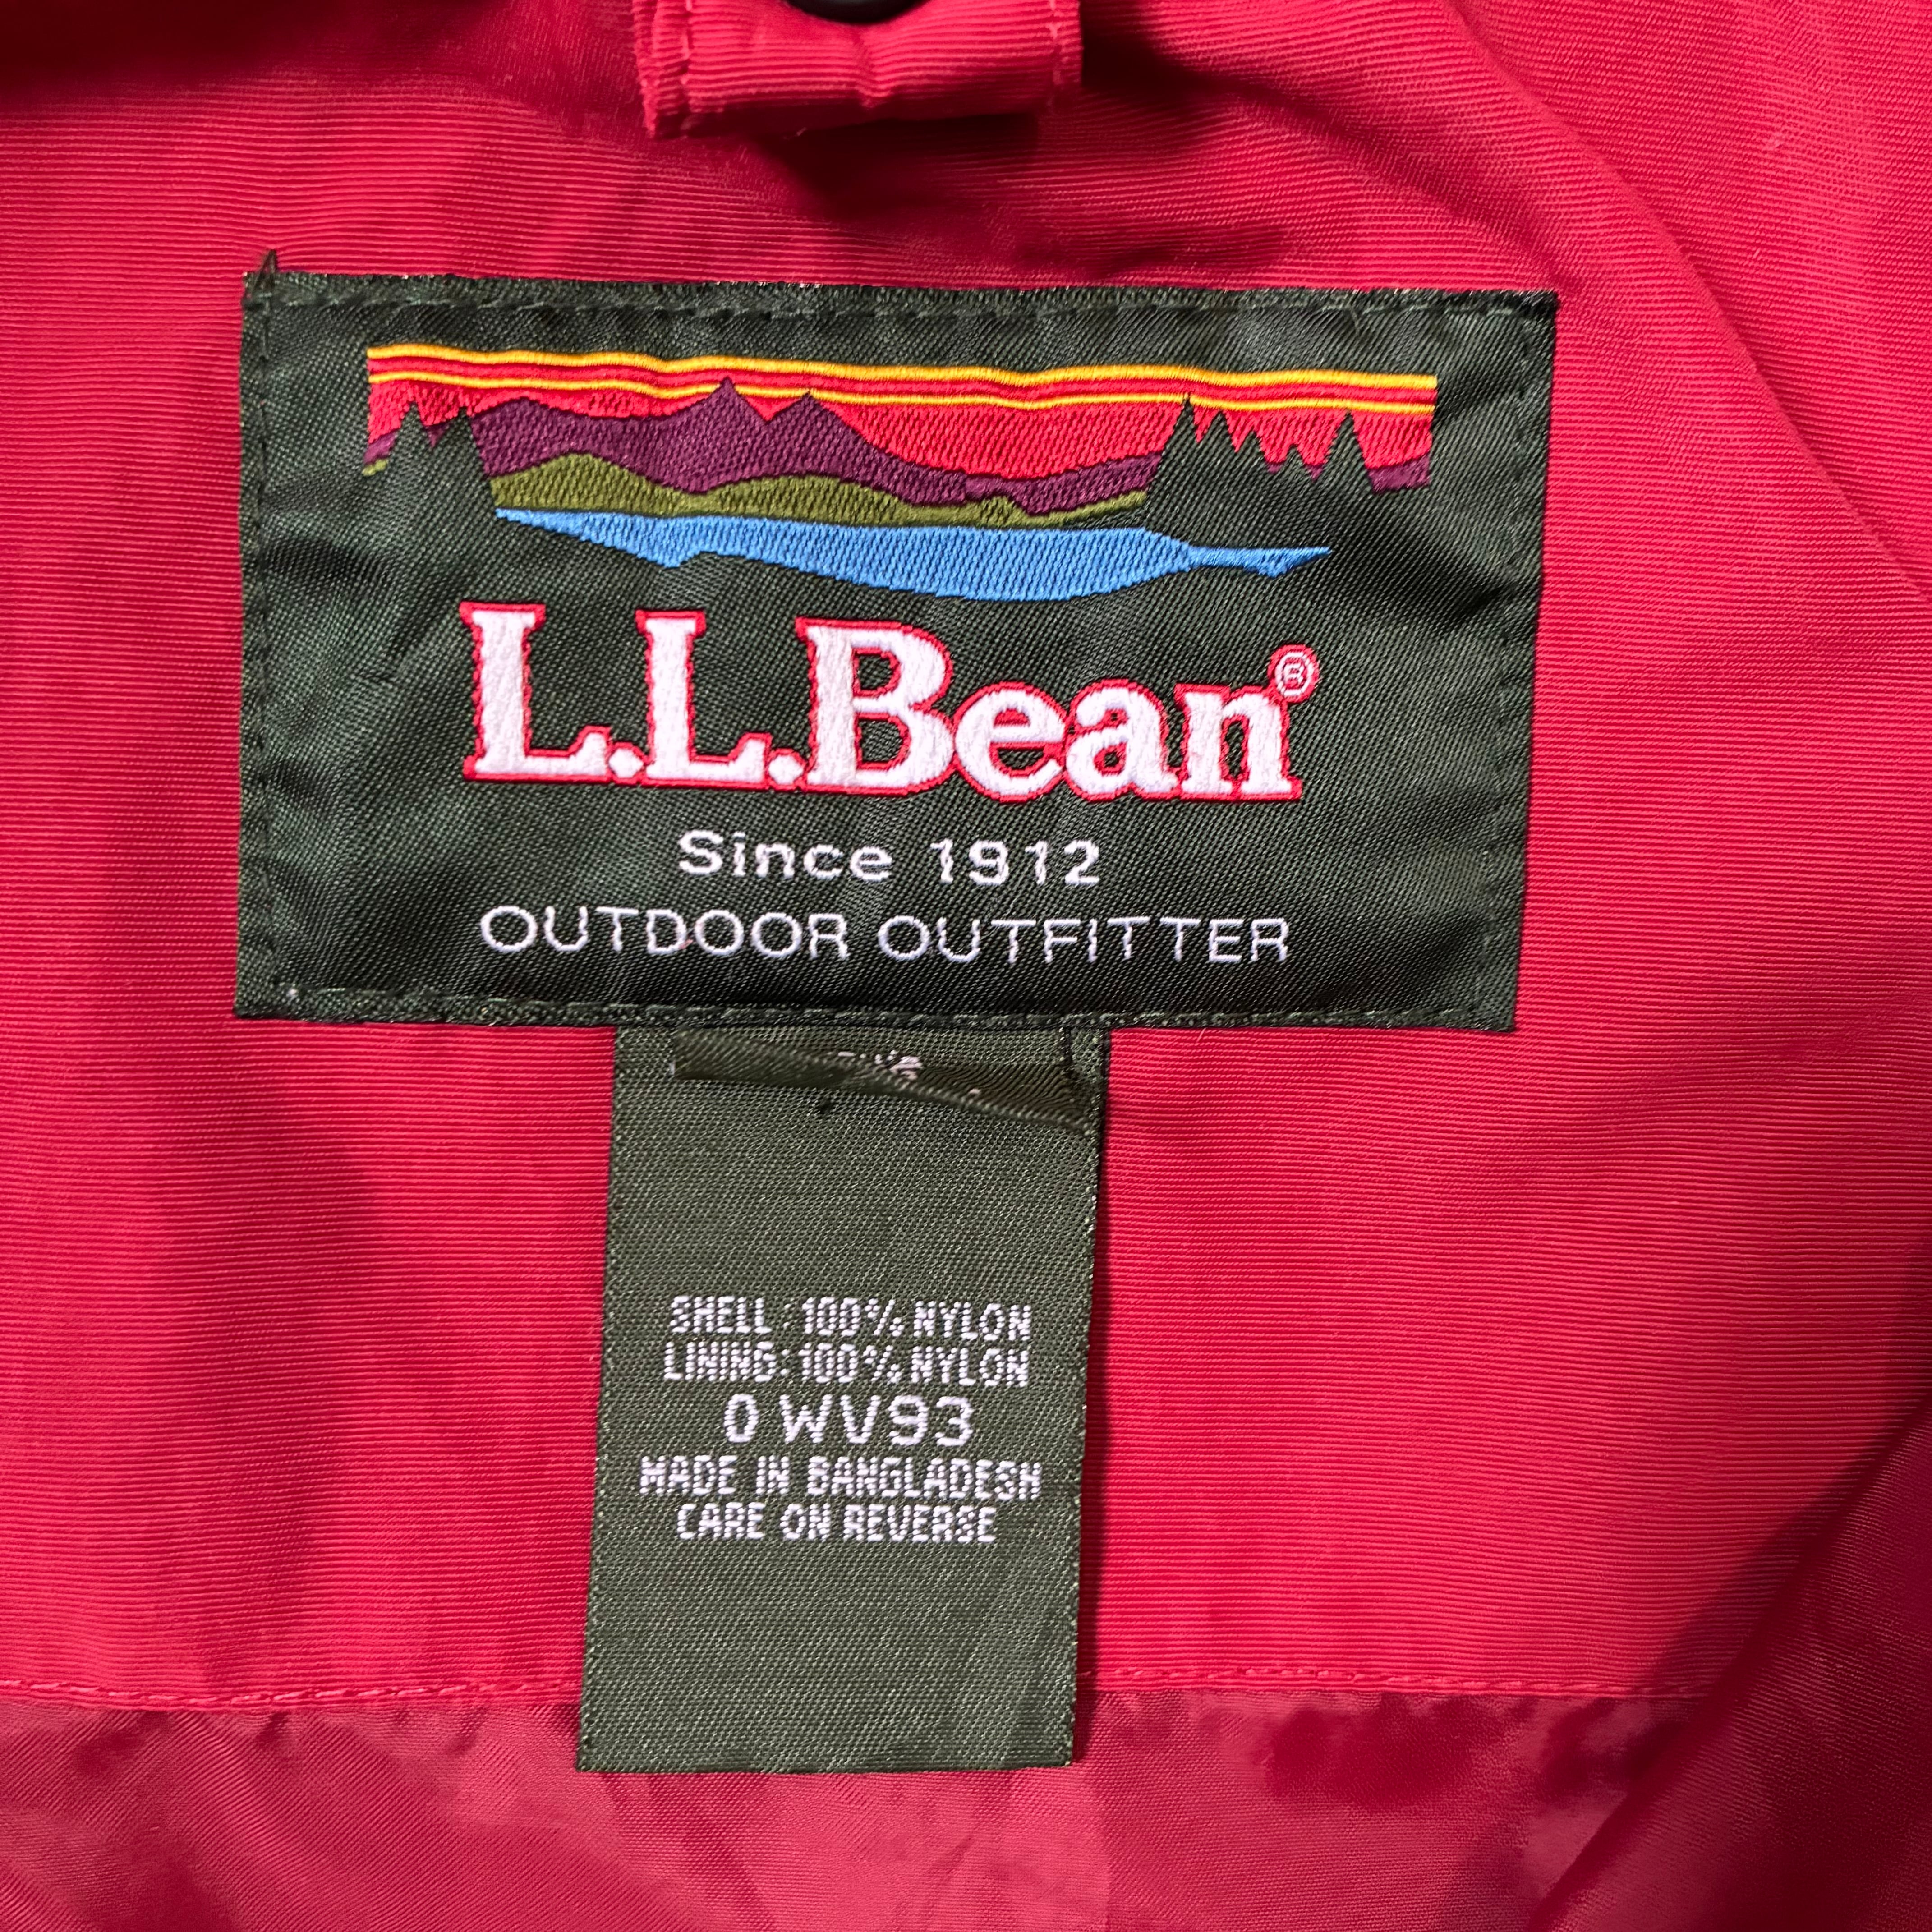 L.L.Bean®
Since 1912
OUTDOOR OUTFITTER
SHELL : 100% NYLON
LINING: 100% NYLON
0 WV93
MADE IN BANGLADESH
CARE ON REVERSE